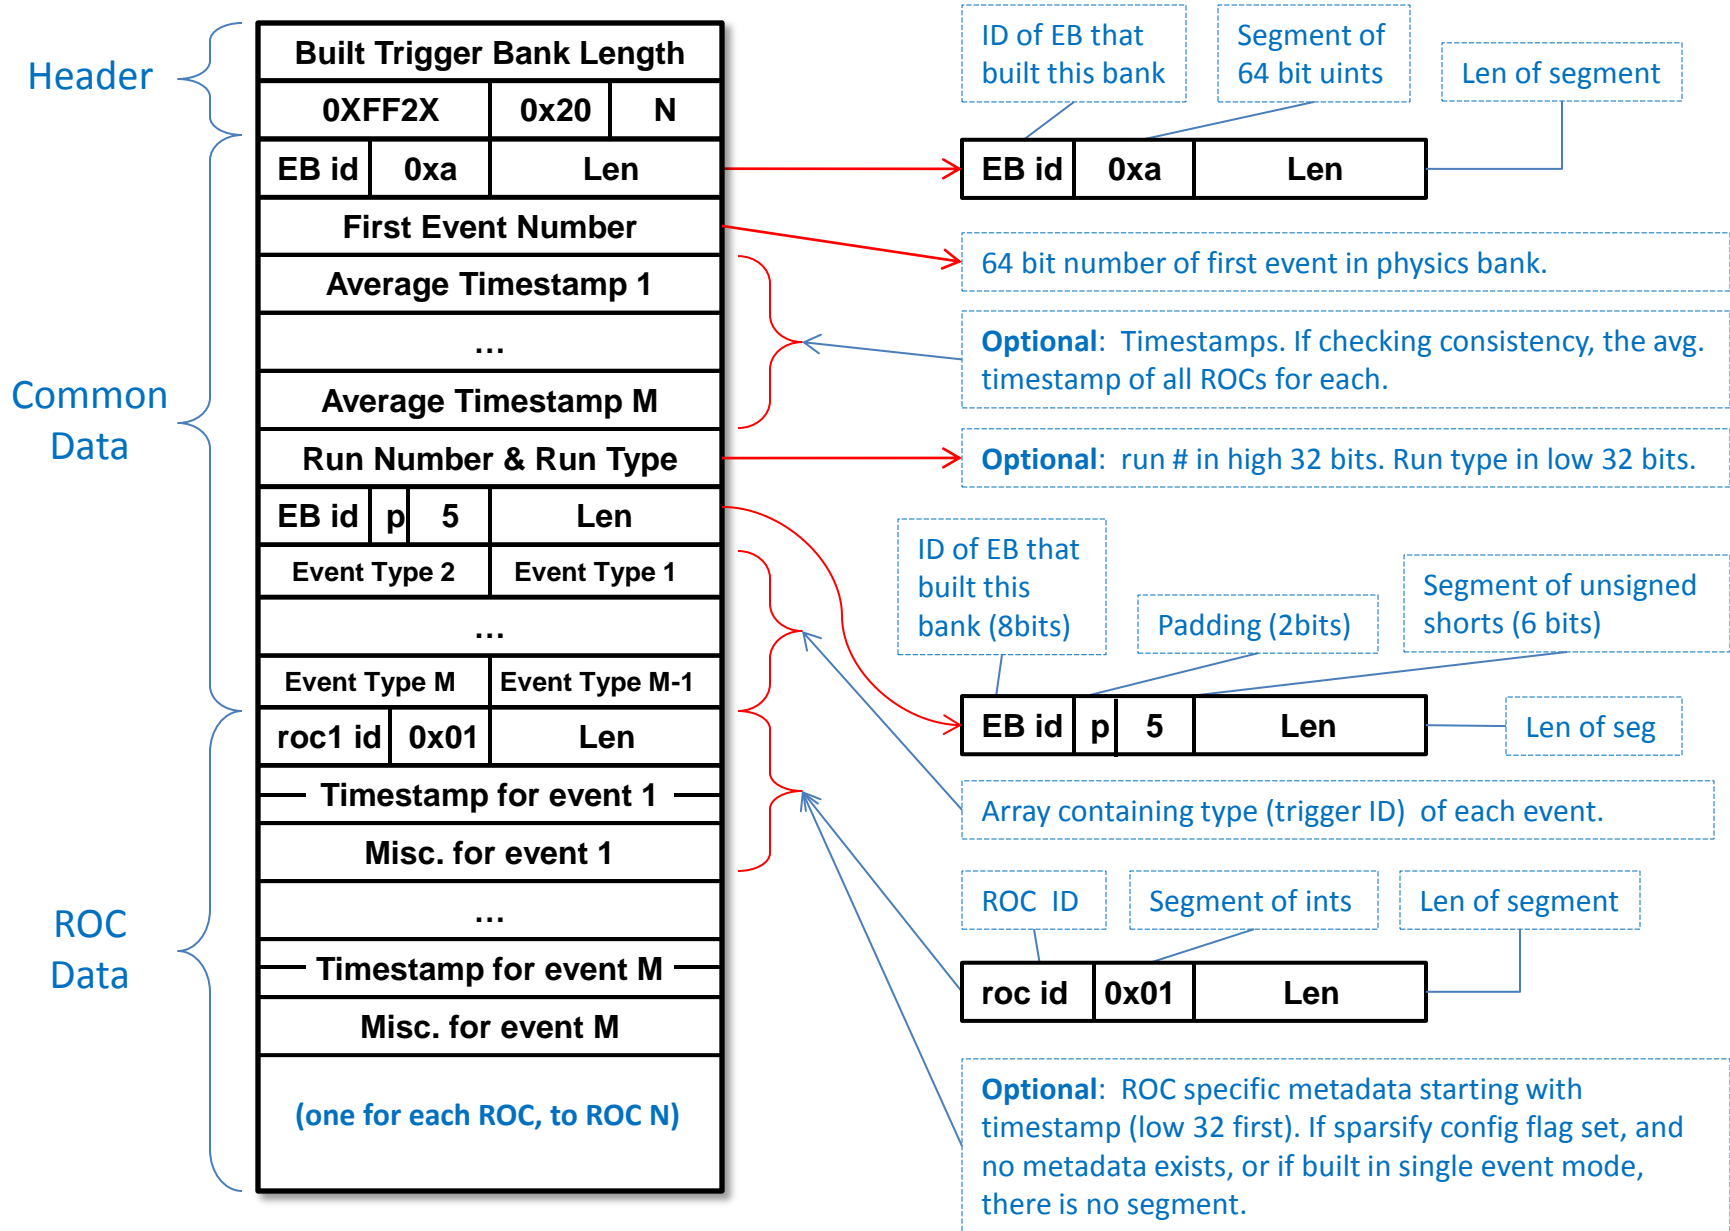 Header
Common
Data
ROC
Data
Built Trigger Bank Length
0XFF2X 0x20 N
EB id 0xa Len
First Event Number
Average Timestamp 1
...
Average Timestamp M
Run Number & Run Type
EB id p 5 Len
Event Type 2 Event Type 1
...
Event Type M Event Type M-1
roc1 id 0x01 Len
Timestamp for event 1
Misc. for event 1
...
Timestamp for event M
Misc. for event M
(one for each ROC, to ROC N)
ID of EB that
built this bank
Segment of
64 bit uints
Len of segment
EB id 0xa Len
64 bit number of first event in physics bank.
Optional: Timestamps. If checking consistency, the avg.
timestamp of all ROCs for each.
Optional: run # in high 32 bits. Run type in low 32 bits.
ID of EB that
built this
bank (8bits)
Padding (2bits)
Segment of unsigned
shorts (6 bits)
EB id p 5 Len
Len of seg
Array containing type (trigger ID) of each event.
ROC ID
Segment of ints
Len of segment
roc id 0x01 Len
Optional: ROC specific metadata starting with
timestamp (low 32 first). If sparsify config flag set, and
no metadata exists, or if built in single event mode,
there is no segment.